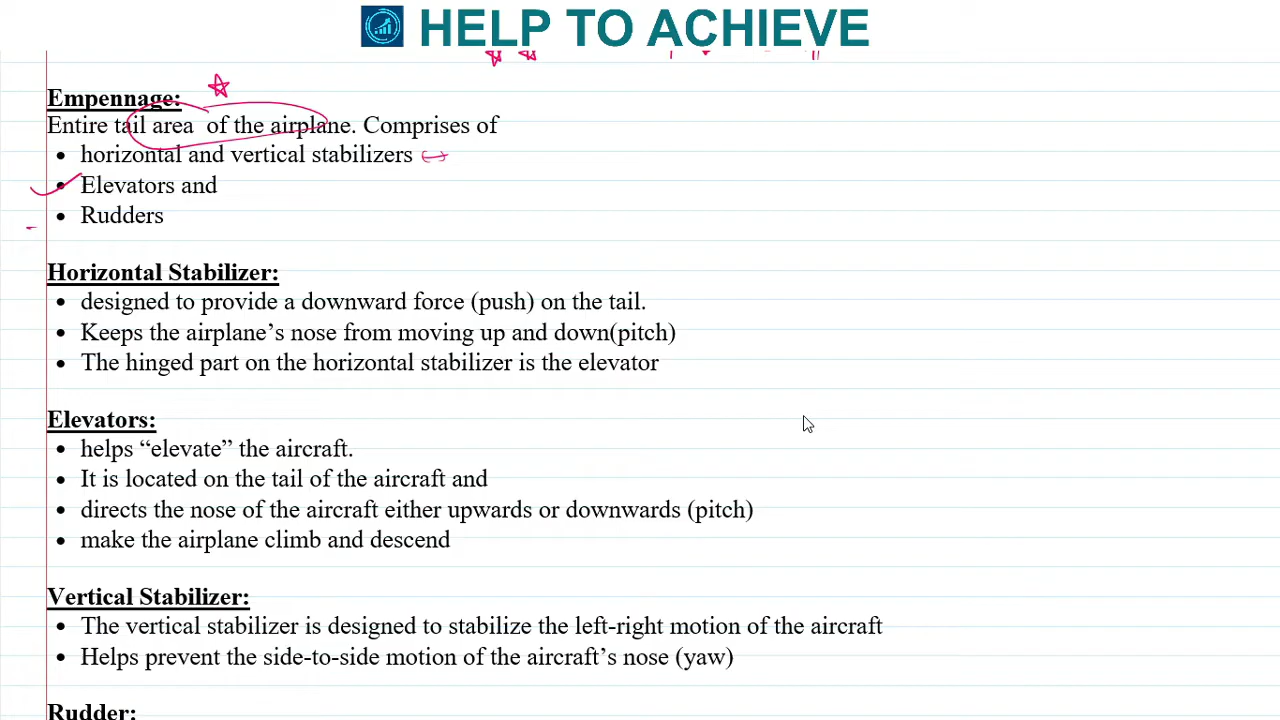 HELP TO ACHIEVE
Empennage:
Entire tail area of the airplane. Comprises of
• horizontal and vertical stabilizers
• Elevators and
• Rudders
Horizontal Stabilizer:
• designed to provide a downward force (push) on the tail.
• Keeps the airplane’s nose from moving up and down(pitch)
• The hinged part on the horizontal stabilizer is the elevator
Elevators:
• helps “elevate” the aircraft.
• It is located on the tail of the aircraft and
• directs the nose of the aircraft either upwards or downwards (pitch)
• make the airplane climb and descend
Vertical Stabilizer:
• The vertical stabilizer is designed to stabilize the left-right motion of the aircraft
• Helps prevent the side-to-side motion of the aircraft’s nose (yaw)
Rudder: